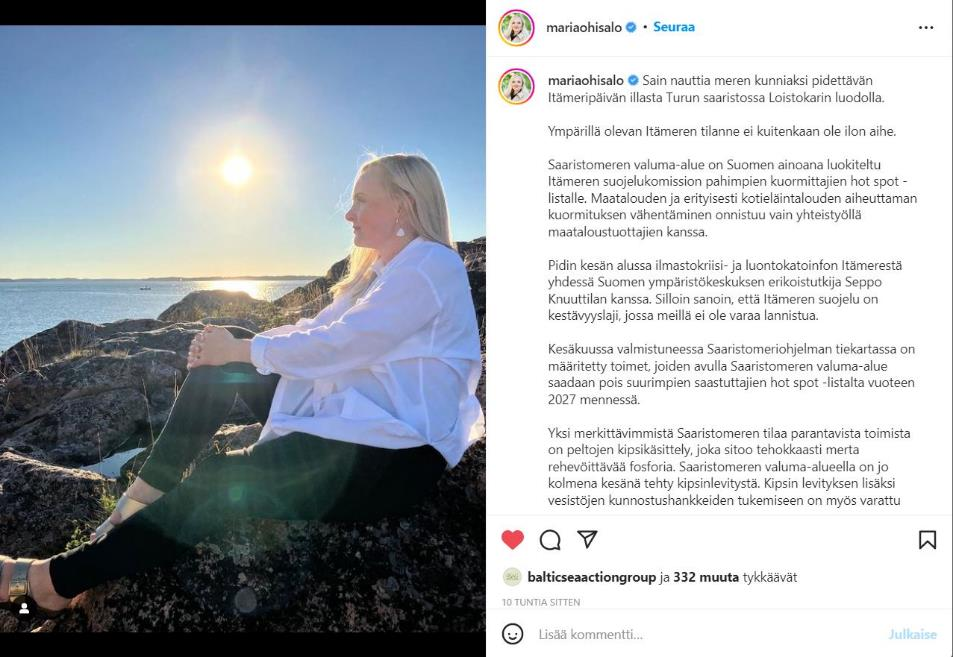 mariaohisalo • Seuraa
mariaohisalo Sain nauttia meren kunniaksi pidettävän
Itämeripäivän illasta Turun saaristossa Loistokarin luodolla.
Ympärillä olevan Itämeren tilanne ei kuitenkaan ole ilon aihe.
Saaristomeren valuma-alue on Suomen ainoana luokiteltu
Itämeren suojelukomission pahimpien kuormittajien hot spot -
listalle. Maatalouden ja erityisesti kotieläintalouden aiheuttaman
kuormituksen vähentäminen onnistuu vain yhteistyöllä
maataloustuottajien kanssa.
Pidin kesän alussa ilmastokriisi- ja luontokatoinfon Itämerestä
yhdessä Suomen ympäristökeskuksen erikoistutkija Seppo
Knuuttilan kanssa. Silloin sanoin, että Itämeren suojelu on
kestävyyslaji, jossa meillä ei ole varaa lannistua.
Kesäkuussa valmistuneessa Saaristomeriohjelman tiekartassa on
määritetty toimet, joiden avulla Saaristomeren valuma-alue
saadaan pois suurimpien saastuttajien hot spot -listalta vuoteen
2027 mennessä.
Yksi merkittävimmistä Saaristomeren tilaa parantavista toimista
on peltojen kipsikäsittely, joka sitoo tehokkaasti merta
rehevöittävää fosforia. Saaristomeren valuma-alueella on jo
kolmena kesänä tehty kipsinlevitystä. Kipsin levityksen lisäksi
vesistöjen kunnostushankkeiden tukemiseen on myös varattu
balticseaactiongroup ja 332 muuta tykkäävät
10 TUNTIA SITTEN
Lisää kommentti...
Julkaise